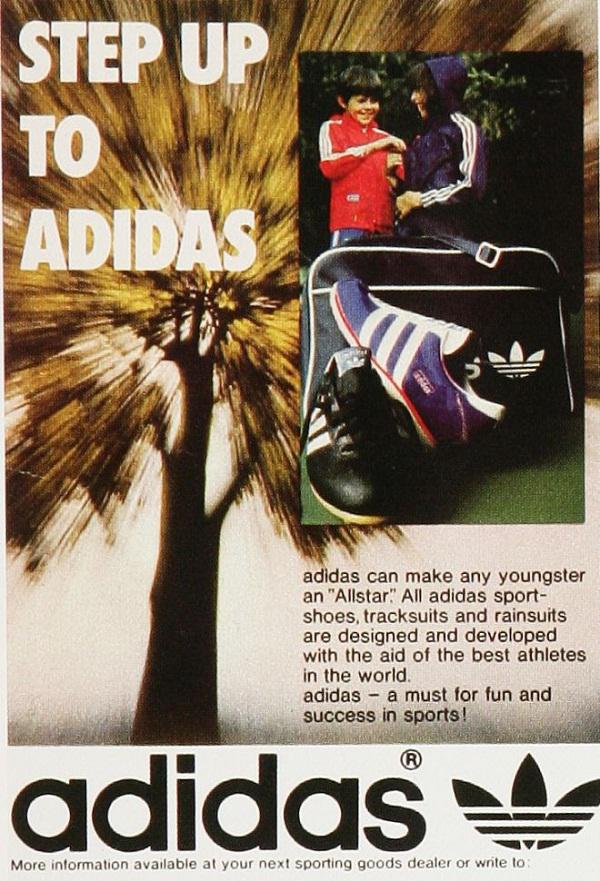 STEP UP
TO
ADIDAS
adidas can make any youngster
an "Allstar". All adidas sport-
shoes, tracksuits and rainsuits
are designed and developed
with the aid of the best athletes
in the world.
adidas – a must for fun and
success in sports!
adidas®
More information available at your next sporting goods dealer or write to: